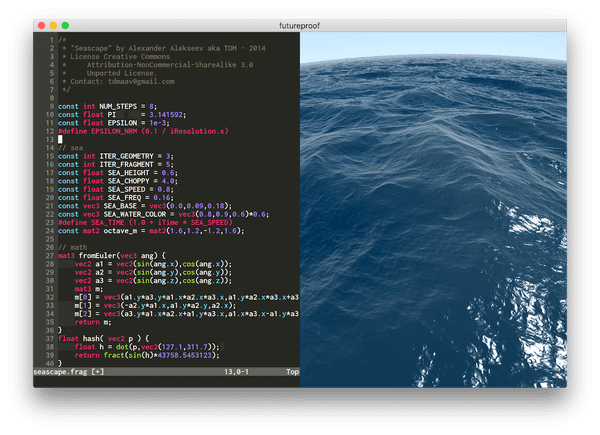 futureproof
1 /*
2  * "Seascape" by Alexander Alekseev aka TDM - 2014
3  * License Creative Commons
4  *     Attribution-NonCommercial-ShareAlike 3.0
5  *     Unported License.
6  * Contact: tdmaav@gmail.com
7  */
8
9 const int NUM_STEPS = 8;
10 const float PI     = 3.141592;
11 const float EPSILON = 1e-3;
12 #define EPSILON_NRM (0.1 / iResolution.x)
13
14 // sea
15 const int ITER_GEOMETRY = 3;
16 const int ITER_FRAGMENT = 5;
17 const float SEA_HEIGHT = 0.6;
18 const float SEA_CHOPPY = 4.0;
19 const float SEA_SPEED = 0.8;
20 const float SEA_FREQ = 0.16;
21 const vec3 SEA_BASE = vec3(0.0,0.09,0.18);
22 const vec3 SEA_WATER_COLOR = vec3(0.8,0.9,0.6)*0.6;
23 #define SEA_TIME (1.0 + iTime * SEA_SPEED)
24 const mat2 octave_m = mat2(1.6,1.2,-1.2,1.6);
25
26 // math
27 mat3 fromEuler(vec3 ang) {
28     vec2 a1 = vec2(sin(ang.x),cos(ang.x));
29     vec2 a2 = vec2(sin(ang.y),cos(ang.y));
30     vec2 a3 = vec2(sin(ang.z),cos(ang.z));
31     mat3 m;
32     m[0] = vec3(a1.y*a3.y+a1.x*a2.x*a3.x,a1.y*a2.x*a3.x+a3
33     m[1] = vec3(-a2.y*a1.x,a1.y*a2.y,a2.x);
34     m[2] = vec3(a3.y*a1.x*a2.x+a1.y*a3.x,a1.x*a3.x-a1.y*a3
35     return m;
36 }
37 float hash( vec2 p ) {
38     float h = dot(p,vec2(127.1,311.7));
39     return fract(sin(h)*43758.5453123);
40 }
seascape.frag [+] 13,0-1 Top